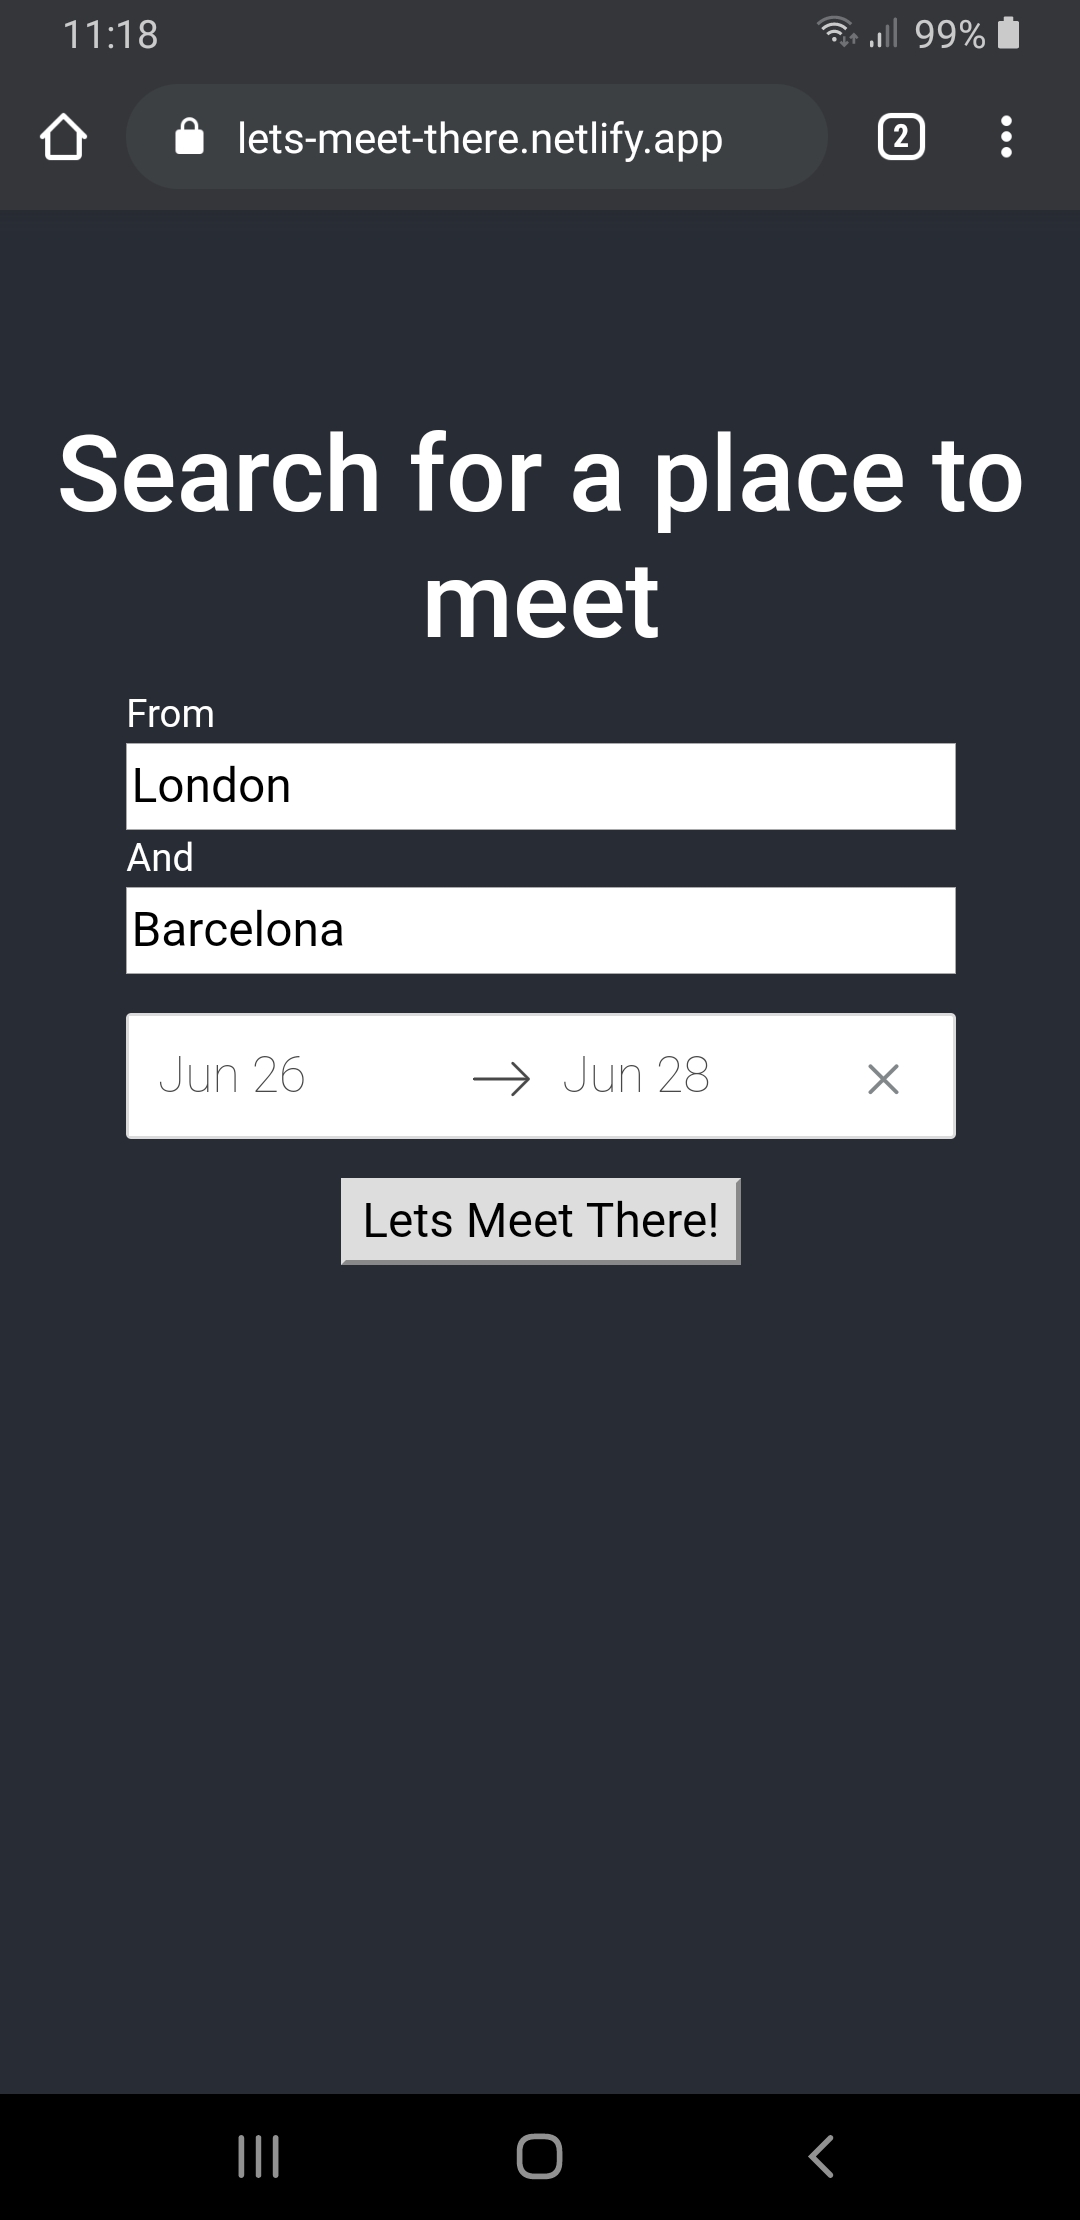 11:18
99%
lets-meet-there.netlify.app
2
Search for a place to
meet
From
London
And
Barcelona
Jun 26
Jun 28
Lets Meet There!